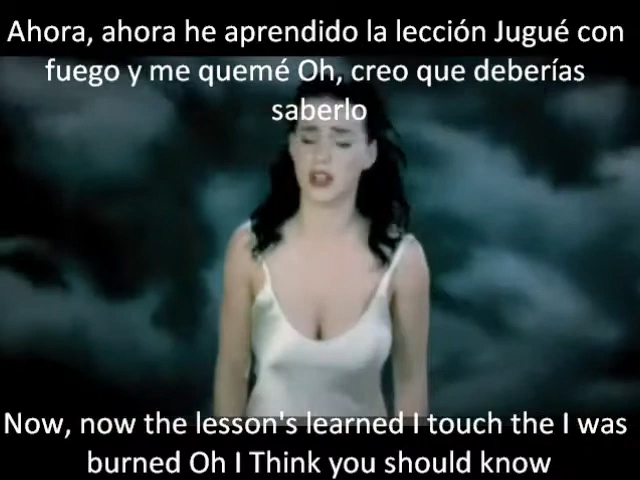 Ahora, ahora he aprendido la lección Jugué con
fuego y me quemé Oh, creo que deberías
saberlo
Now, now the lesson's learned I touch the I was
burned Oh I Think you should know